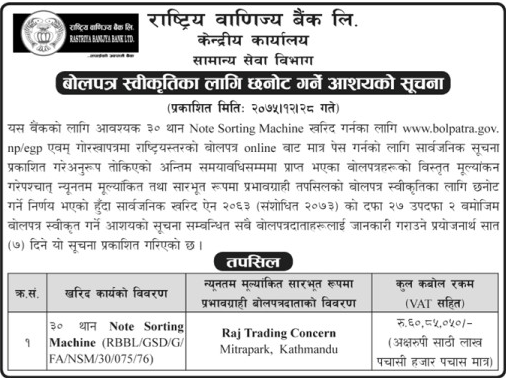 राष्ट्रिय वाणिज्य बैंक लि.
RASTRIYA BANIJYA BANK LTD.
राष्ट्रिय वाणिज्य बैंक लि.
केन्द्रीय कार्यालय
सामान्य सेवा विभाग
बोलपत्र स्वीकृतिका लागि छनोट गर्ने आशयको सूचना
(प्रकाशित मितिः २०७५।१२।२८ गते)
यस बैंकको लागि आवश्यक ३० थान Note Sorting Machine खरिद गर्नका लागि www.bolpatra.gov.
np/egp एवम् गोरखापत्रमा राष्ट्रियस्तरको बोलपत्र online बाट मात्र पेस गर्नको लागि सार्वजनिक सूचना
प्रकाशित गरेअनुरूप तोकिएको अन्तिम समयावधिसम्ममा प्राप्त भएका बोलपत्रहरूको विस्तृत मूल्यांकन
गरेपश्चात् न्यूनतम मूल्यांकित तथा सारभूत रूपमा प्रभावग्राही तपसिलको बोलपत्र स्वीकृतिका लागि छनोट
गर्ने निर्णय भएको हुँदा सार्वजनिक खरिद ऐन २०६३ (संशोधित २०७३) को दफा २७ उपदफा २ बमोजिम
बोलपत्र स्वीकृत गर्ने आशयको सूचना सम्बन्धित सबै बोलपत्रदाताहरूलाई जानकारी गराउने प्रयोजनार्थ सात
(७) दिने यो सूचना प्रकाशित गरिएको छ ।
तपसिल
क्र.सं. खरिद कार्यको विवरण न्यूनतम मूल्यांकित सारभूत रूपमा प्रभावग्राही बोलपत्रदाताको विवरण कुल कबोल रकम (VAT सहित)
१ ३० थान Note Sorting Machine (RBBL/GSD/G/FA/NSM/30/075/76) Raj Trading Concern Mitrapark, Kathmandu रु.६०,८५,०५०/- (अक्षरुपी साठी लाख पचासी हजार पचास मात्र)